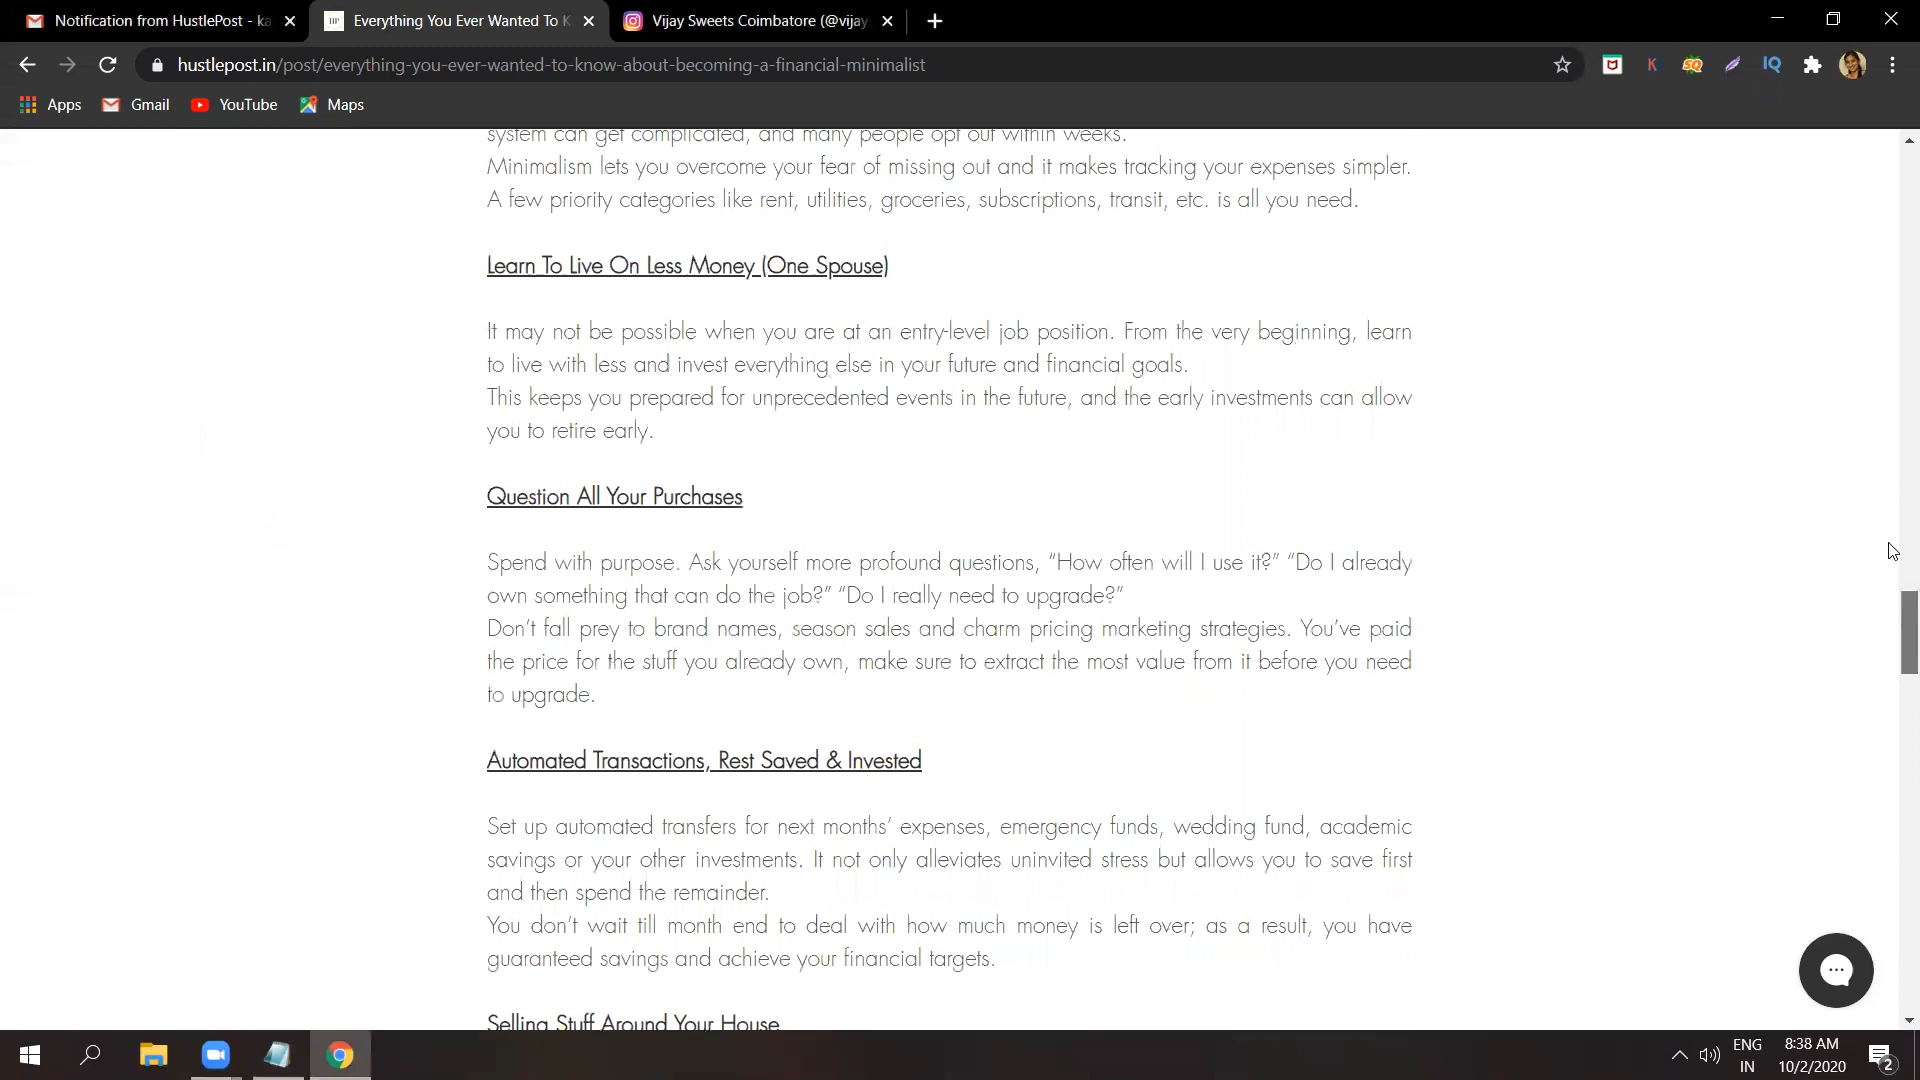 Notification from HustlePost - ka
Everything You Ever Wanted To K
Vijay Sweets Coimbatore (@vijay
hustlepost.in/post/everything-you-ever-wanted-to-know-about-becoming-a-financial-minimalist
Apps
Gmail
YouTube
Maps
system can get complicated, and many people opt out within weeks.
Minimalism lets you overcome your fear of missing out and it makes tracking your expenses simpler.
A few priority categories like rent, utilities, groceries, subscriptions, transit, etc. is all you need.
Learn To Live On Less Money (One Spouse)
It may not be possible when you are at an entry-level job position. From the very beginning, learn
to live with less and invest everything else in your future and financial goals.
This keeps you prepared for unprecedented events in the future, and the early investments can allow
you to retire early.
Question All Your Purchases
Spend with purpose. Ask yourself more profound questions, “How often will I use it?” “Do I already
own something that can do the job?” “Do I really need to upgrade?”
Don’t fall prey to brand names, season sales and charm pricing marketing strategies. You’ve paid
the price for the stuff you already own, make sure to extract the most value from it before you need
to upgrade.
Automated Transactions, Rest Saved & Invested
Set up automated transfers for next months’ expenses, emergency funds, wedding fund, academic
savings or your other investments. It not only alleviates uninvited stress but allows you to save first
and then spend the remainder.
You don’t wait till month end to deal with how much money is left over; as a result, you have
guaranteed savings and achieve your financial targets.
Selling Stuff Around Your House
ENG
IN
8:38 AM
10/2/2020
2